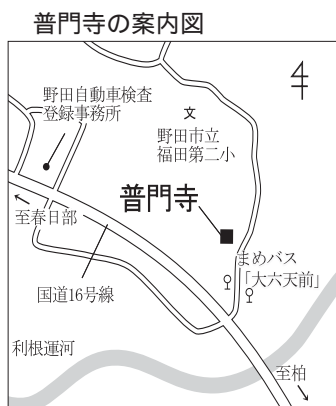 普門寺の案内図
野田自動車検査
登録事務所
文
野田市立
福田第二小
普門寺
至春日部
まめバス
「大六天前」
国道16号線
利根運河
至柏